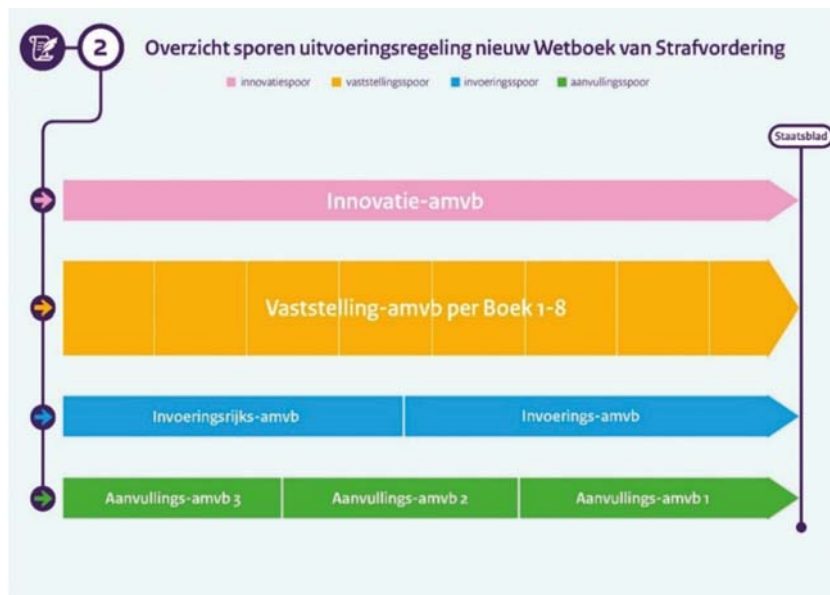 2
Overzicht sporen uitvoeringsregeling nieuw Wetboek van Strafvordering
innovatiespoor vaststellingsspoor invoeringsspoor aanvullingsspoor
Staatsblad
Innovatie-amvb
Vaststelling-amvb per Boek 1-8
Invoeringsrijks-amvb Invoerings-amvb
Aanvullings-amvb 3 Aanvullings-amvb 2 Aanvullings-amvb 1